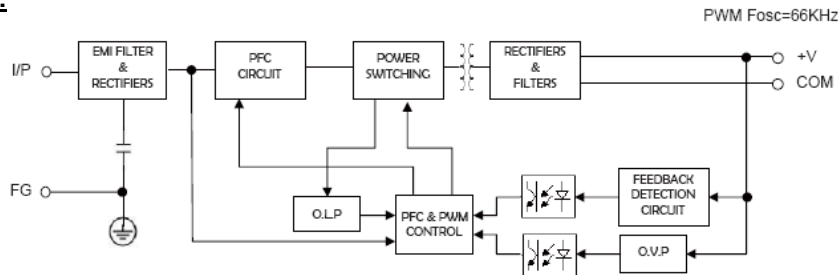 PWM Fosc=66KHz
I/P
EMI FILTER
&
RECTIFIERS
PFC
CIRCUIT
POWER
SWITCHING
RECTIFIERS
&
FILTERS
+V
COM
FG
O.L.P
PFC & PWM
CONTROL
FEEDBACK
DETECTION
CIRCUIT
O.V.P